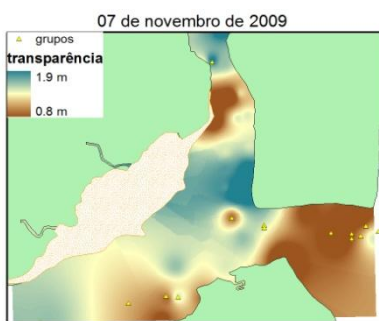 07 de novembro de 2009
grupos
transparência
1.9 m
0.8 m